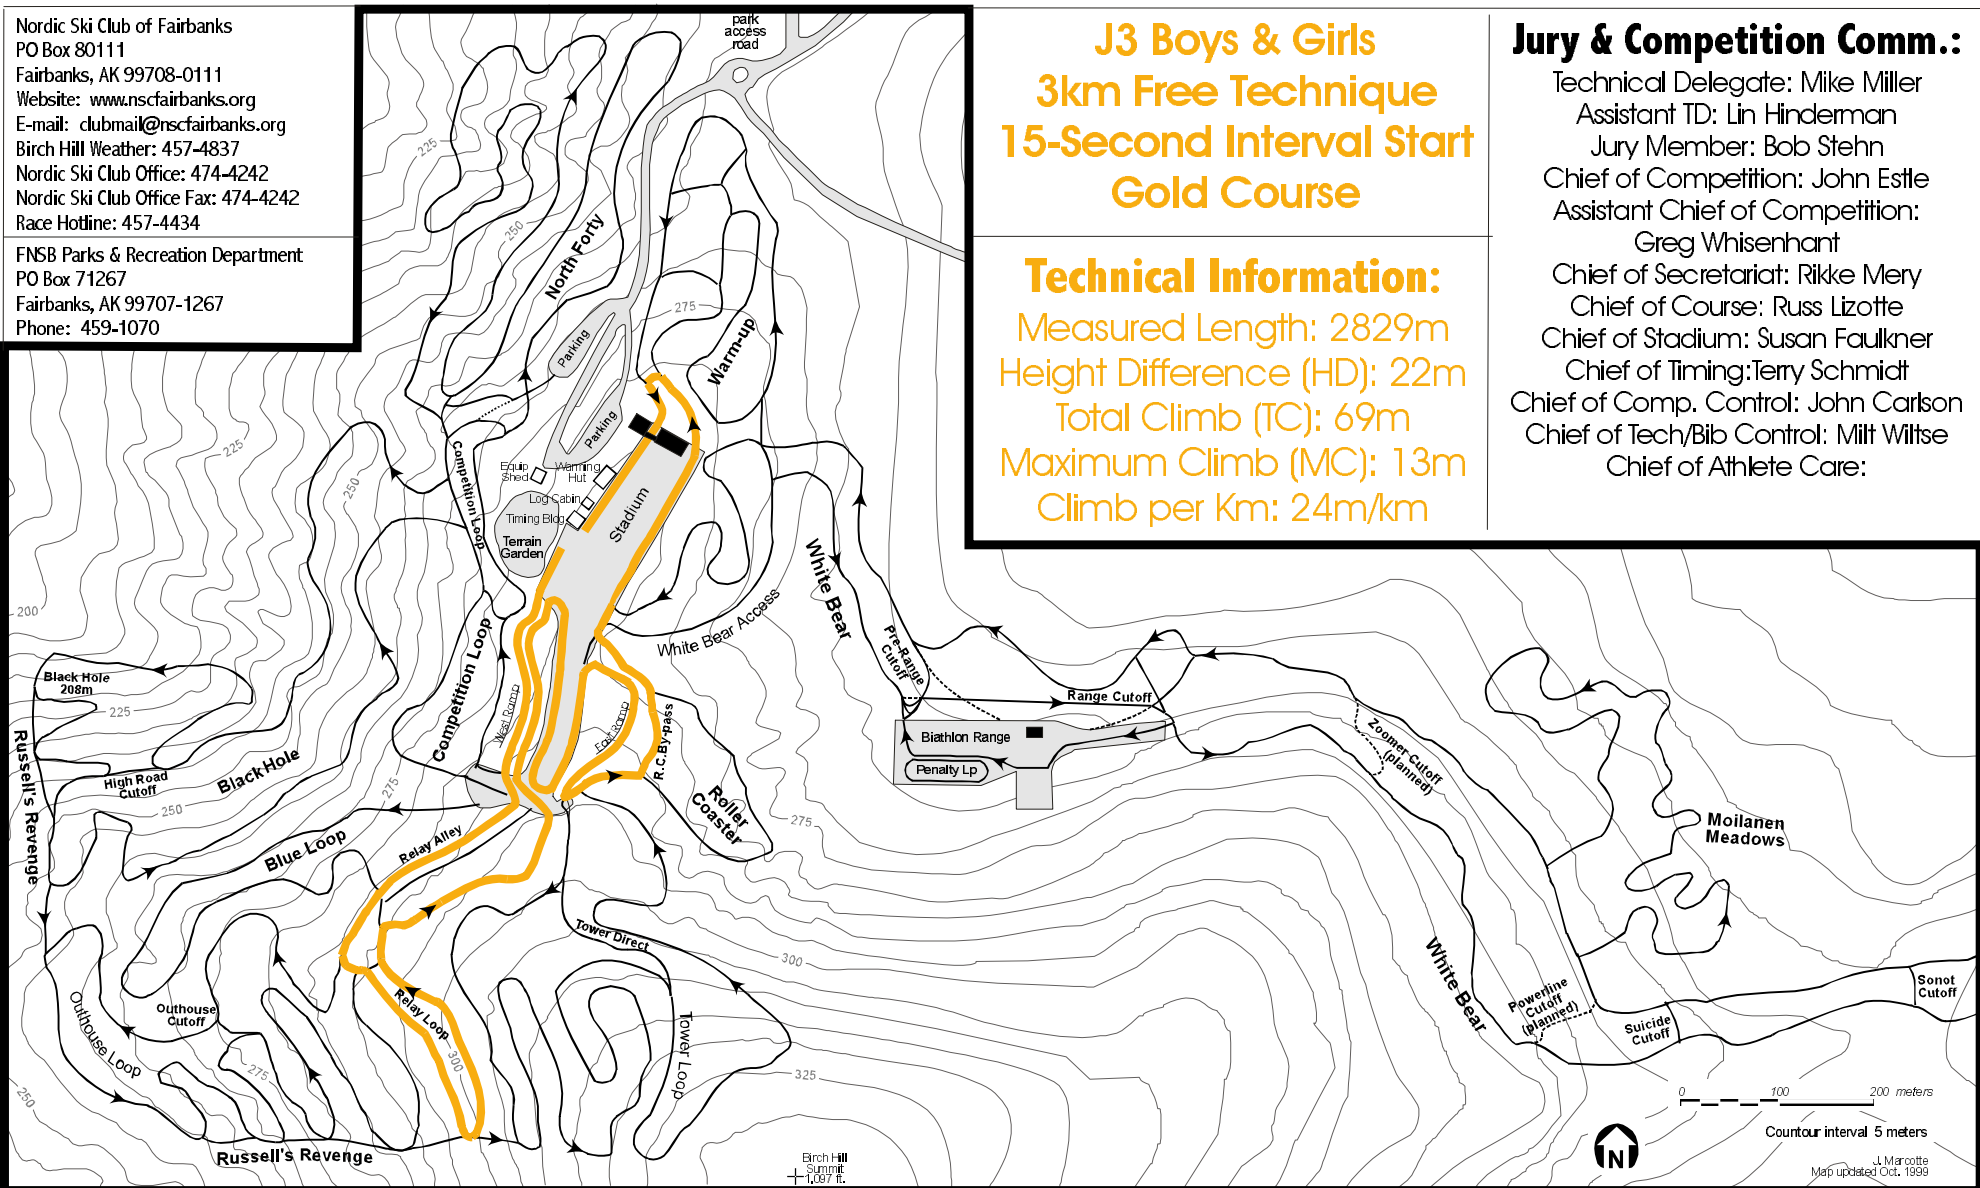 Nordic Ski Club of Fairbanks
PO Box 80111
Fairbanks, AK 99708-0111
Website: www.nscfairbanks.org
E-mail: clubmail@nscfairbanks.org
Birch Hill Weather: 457-4837
Nordic Ski Club Office: 474-4242
Nordic Ski Club Office Fax: 474-4242
Race Hotline: 457-4434
FNSB Parks & Recreation Department
PO Box 71267
Fairbanks, AK 99707-1267
Phone: 459-1070
J3 Boys & Girls
3km Free Technique
15-Second Interval Start
Gold Course
Technical Information:
Measured Length: 2829m
Height Difference (HD): 22m
Total Climb (TC): 69m
Maximum Climb (MC): 13m
Climb per Km: 24m/km
Jury & Competition Comm.:
Technical Delegate: Mike Miller
Assistant TD: Lin Hinderman
Jury Member: Bob Stehn
Chief of Competition: John Estle
Assistant Chief of Competition:
Greg Whisenhant
Chief of Secretariat: Rikke Mery
Chief of Course: Russ Lizotte
Chief of Stadium: Susan Faulkner
Chief of Timing:Terry Schmidt
Chief of Comp. Control: John Carlson
Chief of Tech/Bib Control: Milt Wiltse
Chief of Athlete Care:
park
access
road
225
250
North Forty
275
Parking
Warm-up
Parking
225
250
Competition Loop
Equip
Shed
Warming
Hut
Log Cabin
Timing Bldg
Stadium
Terrain
Garden
200
White Bear
White Bear Access
Pre-Range
Cutoff
Black Hole
208m
225
Competition Loop
West Ramp
East Ramp
R.C.By-pass
Range Cutoff
Zoomer Cutoff
(planned)
Biathlon Range
Penalty Lp
Russell's Revenge
High Road
Cutoff
Black Hole
250
275
Roller
Coaster
275
Moilanen
Meadows
Blue Loop
Relay Alley
Tower Direct
300
White Bear
Sonot
Cutoff
Outhouse Loop
Outhouse
Cutoff
Relay Loop
300
Tower Loop
Powerline
Cutoff
(planned)
Suicide
Cutoff
275
325
250
0 100 200 meters
Countour interval 5 meters
Russell's Revenge
Birch Hill
Summit
1,097 ft.
N
J. Marcotte
Map updated Oct. 1999